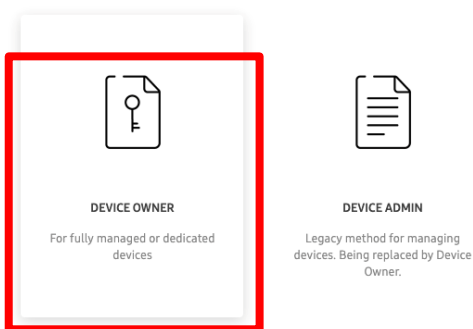 DEVICE OWNER
For fully managed or dedicated
devices
DEVICE ADMIN
Legacy method for managing
devices. Being replaced by Device
Owner.